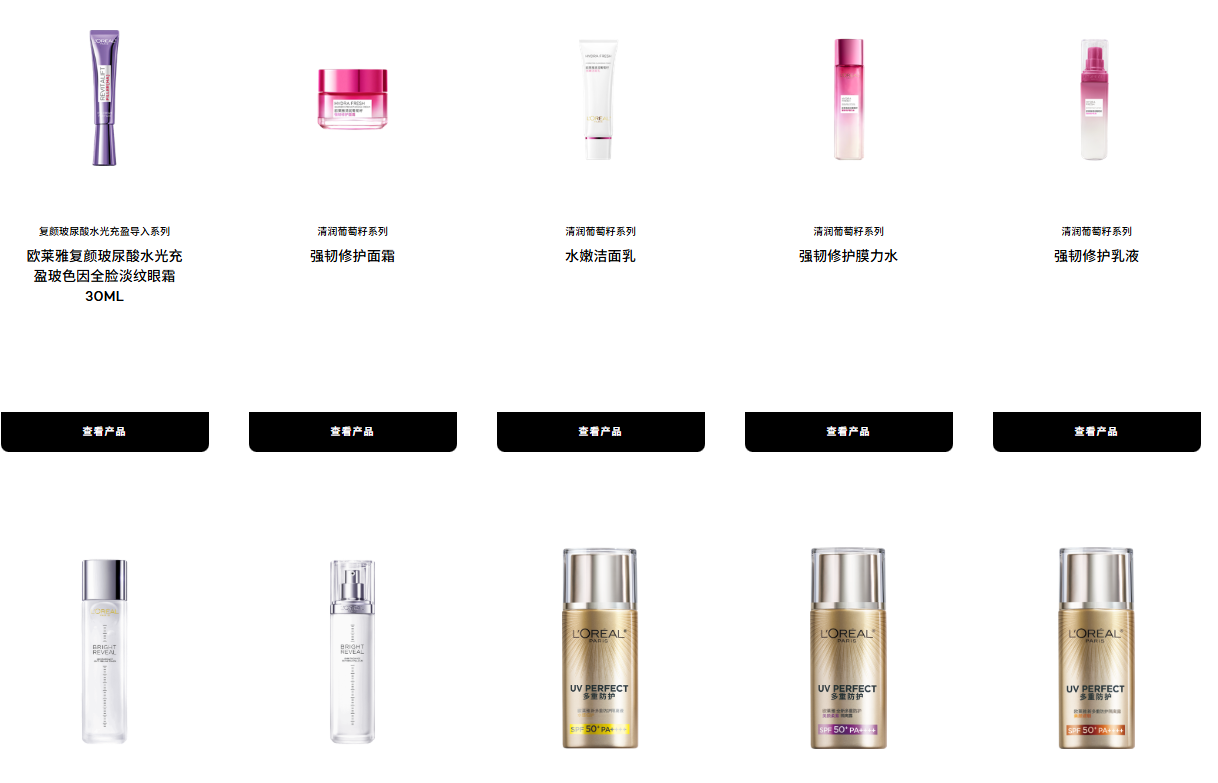 L'ORÉAL
REVITALIFT
HYDRA FRESH
HYDRA FRESH
复颜玻尿酸水光充盈导入系列
清润葡萄籽系列
清润葡萄籽系列
清润葡萄籽系列
清润葡萄籽系列
欧莱雅复颜玻尿酸水光充
盈玻色因全脸淡纹眼霜
30ML
强韧修护面霜
水嫩洁面乳
强韧修护膜力水
强韧修护乳液
查看产品
查看产品
查看产品
查看产品
查看产品
BRIGHT
REVEAL
BRIGHT
REVEAL
L'ORÉAL
PARIS
UV PERFECT
多重防护
SPF 50+ PA++++
L'ORÉAL
PARIS
UV PERFECT
多重防护
SPF 50+ PA++++
L'ORÉAL
PARIS
UV PERFECT
多重防护
SPF 50+ PA++++